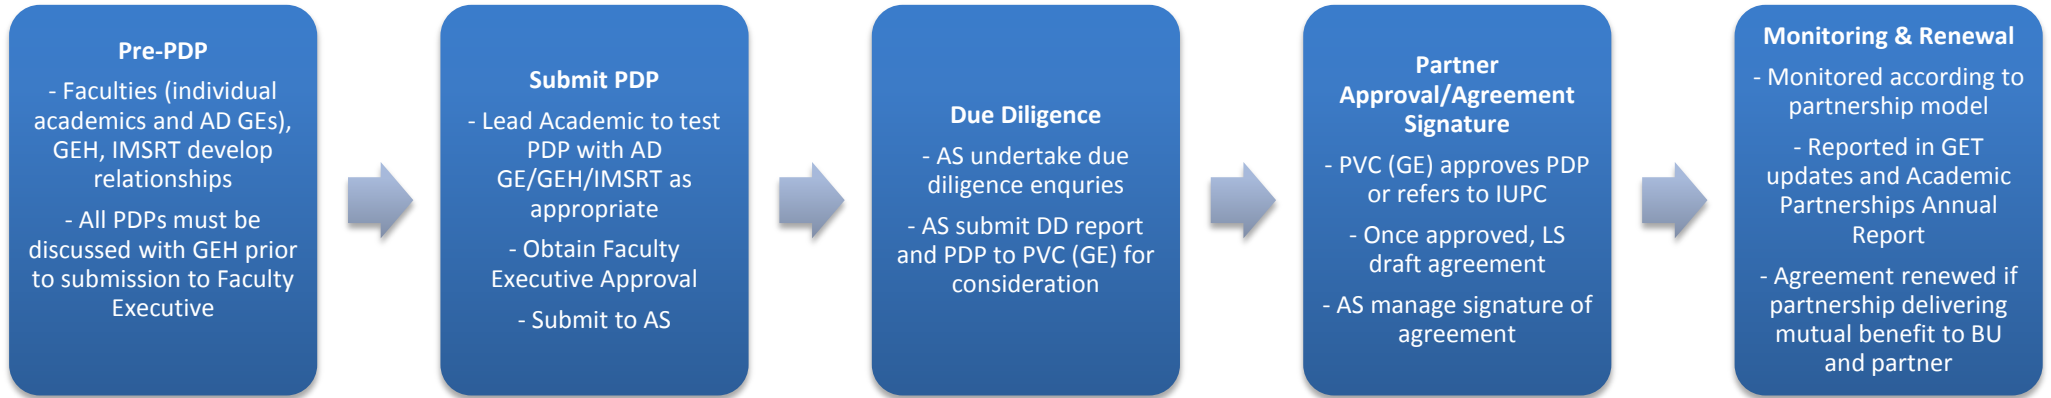 Pre-PDP
- Faculties (individual
academics and AD GEs),
GEH, IMSRT develop
relationships
- All PDPs must be
discussed with GEH prior
to submission to Faculty
Executive
Submit PDP
- Lead Academic to test
PDP with AD
GE/GEH/IMSRT as
appropriate
- Obtain Faculty
Executive Approval
- Submit to AS
Due Diligence
- AS undertake due
diligence enquries
- AS submit DD report
and PDP to PVC (GE) for
consideration
Partner
Approval/Agreement
Signature
- PVC (GE) approves PDP
or refers to IUPC
- Once approved, LS
draft agreement
- AS manage signature of
agreement
Monitoring & Renewal
- Monitored according to
partnership model
- Reported in GET
updates and Academic
Partnerships Annual
Report
- Agreement renewed if
partnership delivering
mutual benefit to BU
and partner